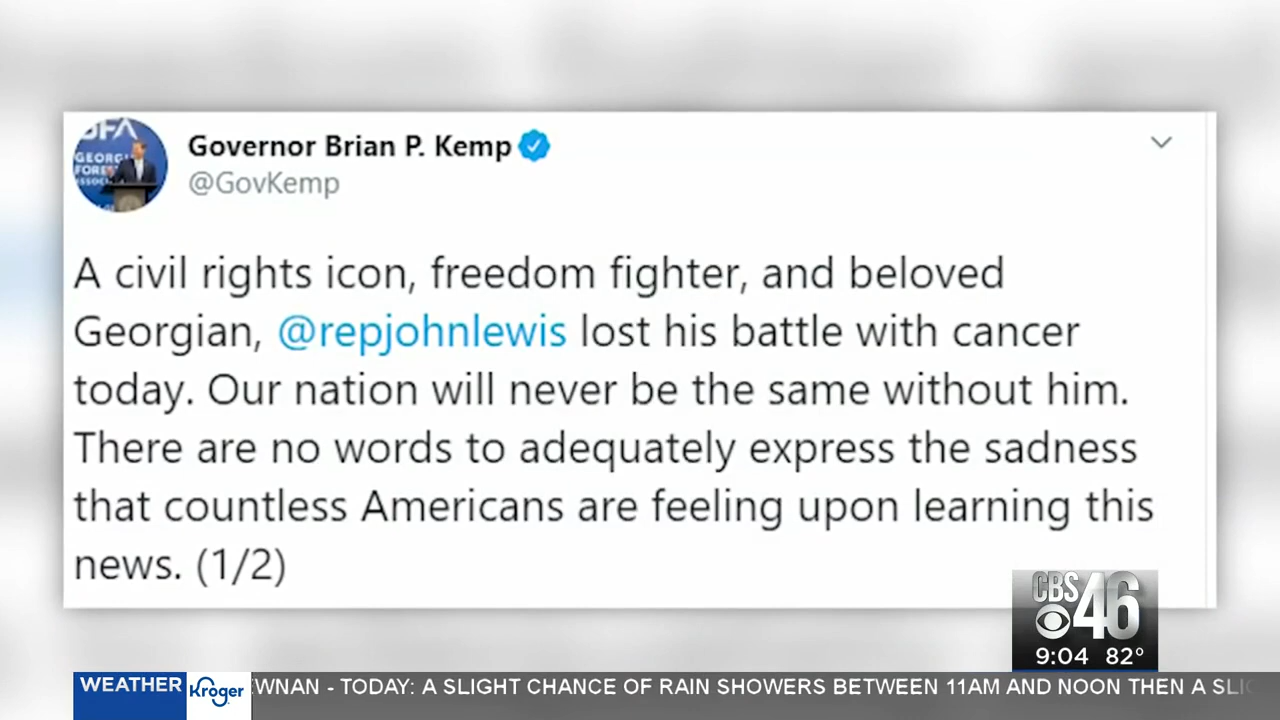 Governor Brian P. Kemp
@GovKemp
A civil rights icon, freedom fighter, and beloved
Georgian, @repjohnlewis lost his battle with cancer
today. Our nation will never be the same without him.
There are no words to adequately express the sadness
that countless Americans are feeling upon learning this
news. (1/2)
CBS 46
9:04 82°
WEATHER Kroger EWNAN - TODAY: A SLIGHT CHANCE OF RAIN SHOWERS BETWEEN 11AM AND NOON THEN A SLI